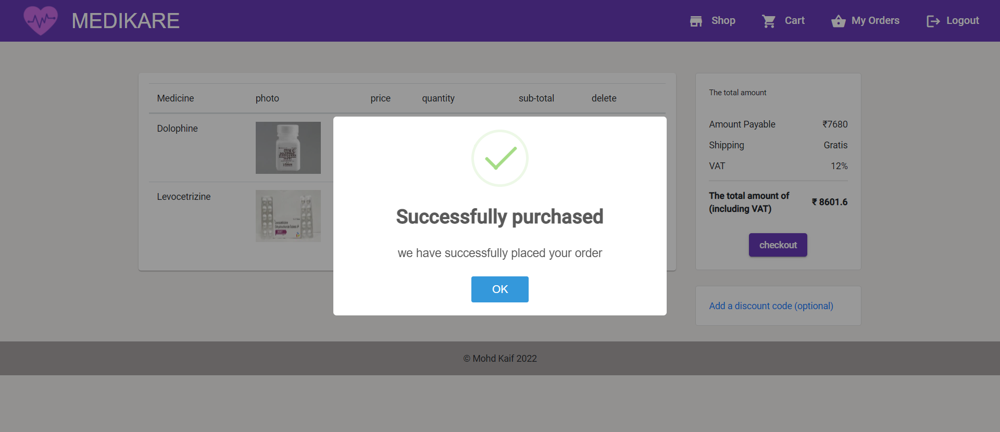 MEDIKARE
Shop
Cart
My Orders
Logout
Medicine photo price quantity sub-total delete
Dolophine
Levocetrizine
Successfully purchased
we have successfully placed your order
OK
The total amount
Amount Payable ₹7680
Shipping Gratis
VAT 12%
The total amount of
(including VAT)
₹ 8601.6
checkout
Add a discount code (optional)
© Mohd Kaif 2022